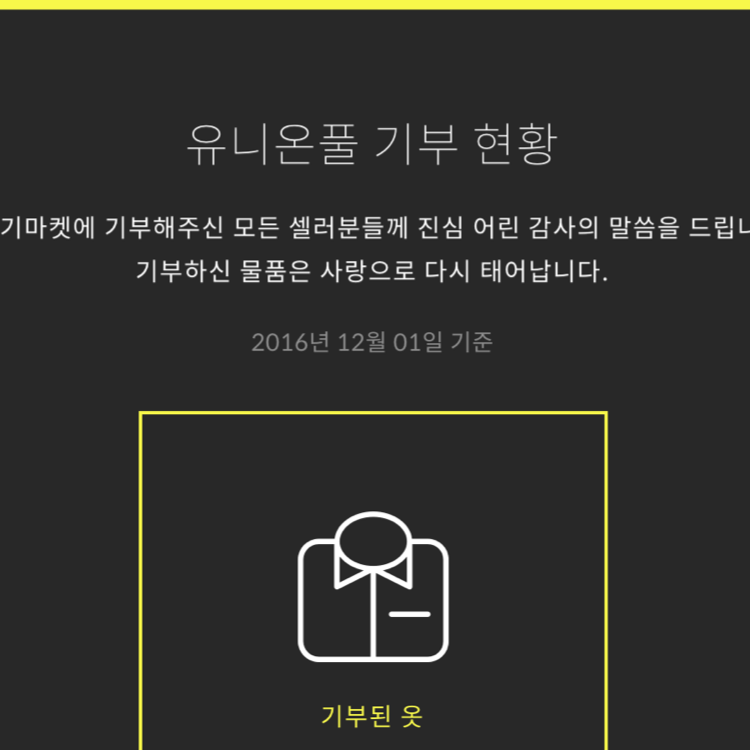 유니온풀 기부 현황
기마켓에 기부해주신 모든 셀러분들께 진심 어린 감사의 말씀을 드립니
기부하신 물품은 사랑으로 다시 태어납니다.
2016년 12월 01일 기준
기부된 옷